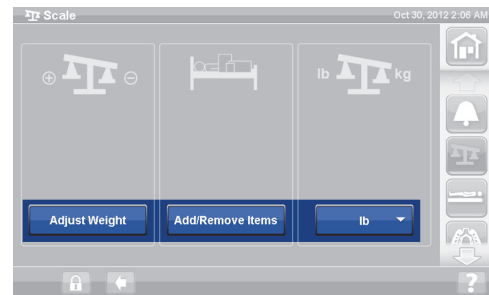 Scale
Oct 30, 2012 2:06 AM
lb kg
Adjust Weight
Add/Remove Items
lb
?